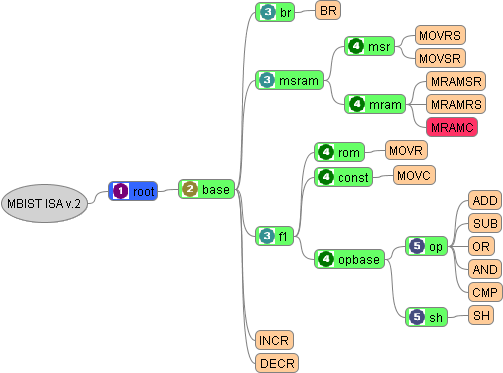 3 br
BR
3 msram
4 msr
MOVRS
MOVSR
4 mram
MRAMSR
MRAMRS
MRAMC
MBIST ISA v.2
1 root
2 base
3 f1
4 rom
MOVR
4 const
MOVC
4 opbase
5 op
ADD
SUB
OR
AND
CMP
5 sh
SH
INCR
DECR